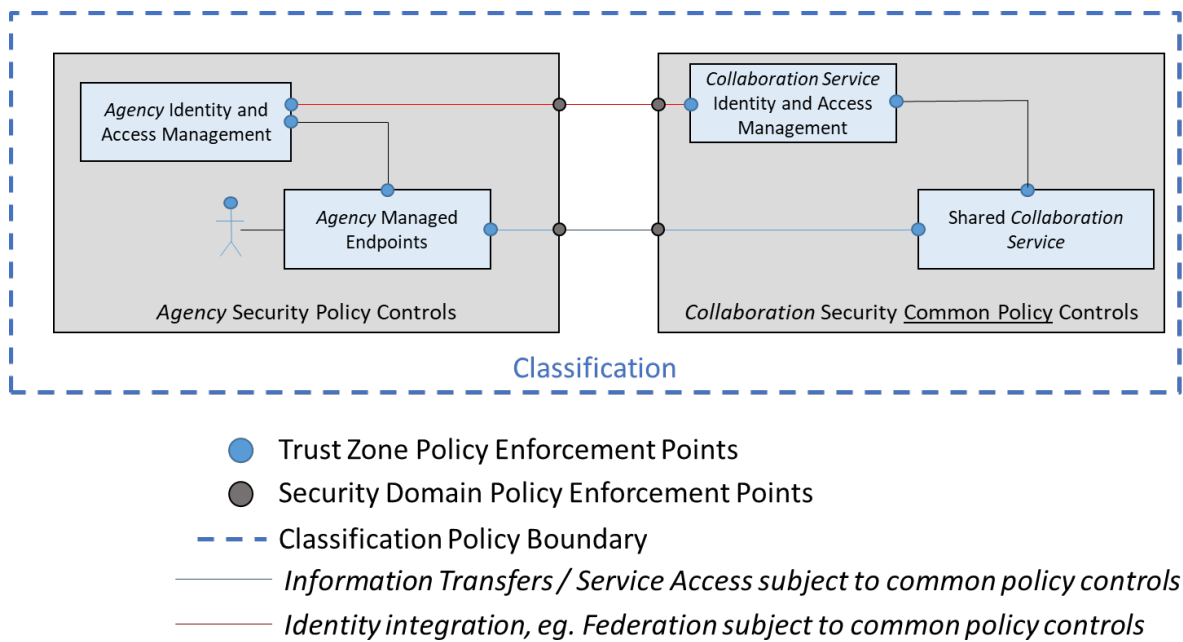 Agency Identity and
Access Management
Collaboration Service
Identity and Access
Management
Agency Managed
Endpoints
Shared Collaboration
Service
Agency Security Policy Controls
Collaboration Security Common Policy Controls
Classification
Trust Zone Policy Enforcement Points
Security Domain Policy Enforcement Points
Classification Policy Boundary
Information Transfers / Service Access subject to common policy controls
Identity integration, eg. Federation subject to common policy controls